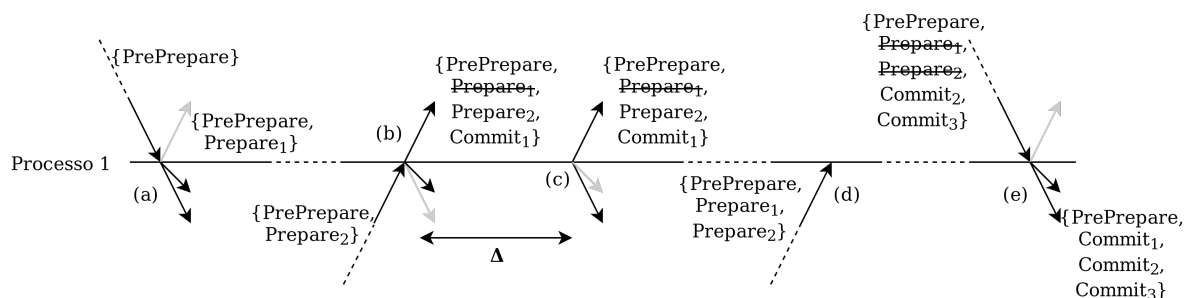 {PrePrepare}
{PrePrepare,
Prepare₁}
Processo 1
(a)
{PrePrepare,
Prepare₂}
(b)
{PrePrepare,
Prepare₁,
Prepare₂,
Commit₁}
Δ
(c)
{PrePrepare,
Prepare₁,
Prepare₂,
Commit₁}
{PrePrepare,
Prepare₁,
Prepare₂}
(d)
{PrePrepare,
Prepare₁,
Prepare₂,
Commit₂,
Commit₃}
(e)
{PrePrepare,
Commit₁,
Commit₂,
Commit₃}